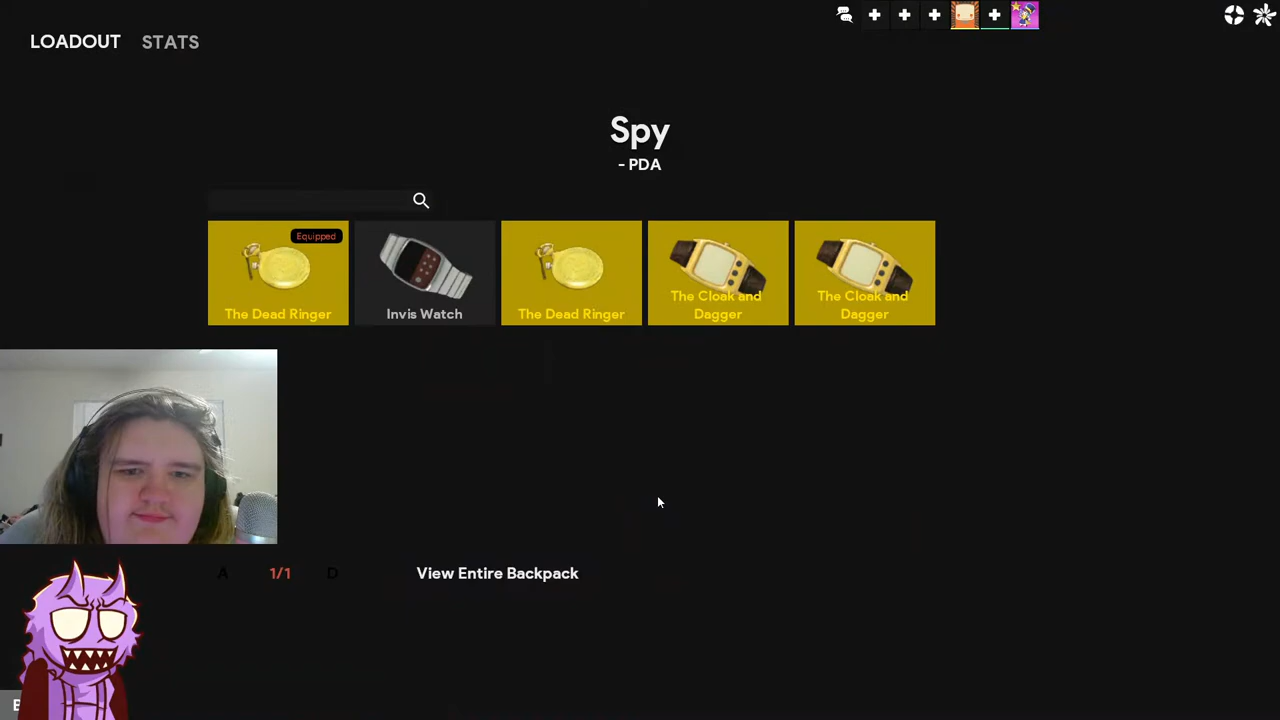 LOADOUT STATS
Spy
- PDA
Equipped
The Dead Ringer
Invis Watch
The Dead Ringer
The Cloak and
Dagger
The Cloak and
Dagger
A 1/1 D View Entire Backpack